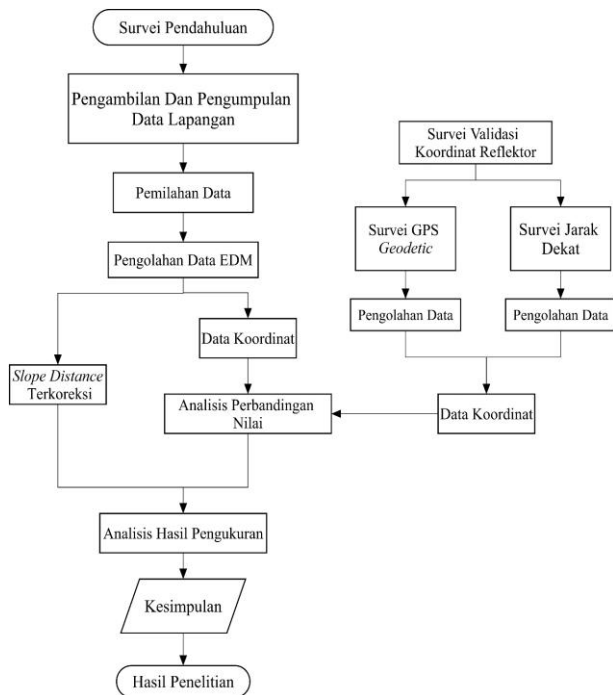 Survei Pendahuluan
Pengambilan Dan Pengumpulan
Data Lapangan
Pemilahan Data
Pengolahan Data EDM
Data Koordinat
Slope Distance
Terkoreksi
Analisis Perbandingan
Nilai
Analisis Hasil Pengukuran
Kesimpulan
Hasil Penelitian
Survei Validasi
Koordinat Reflektor
Survei GPS
Geodetic
Survei Jarak
Dekat
Pengolahan Data
Pengolahan Data
Data Koordinat